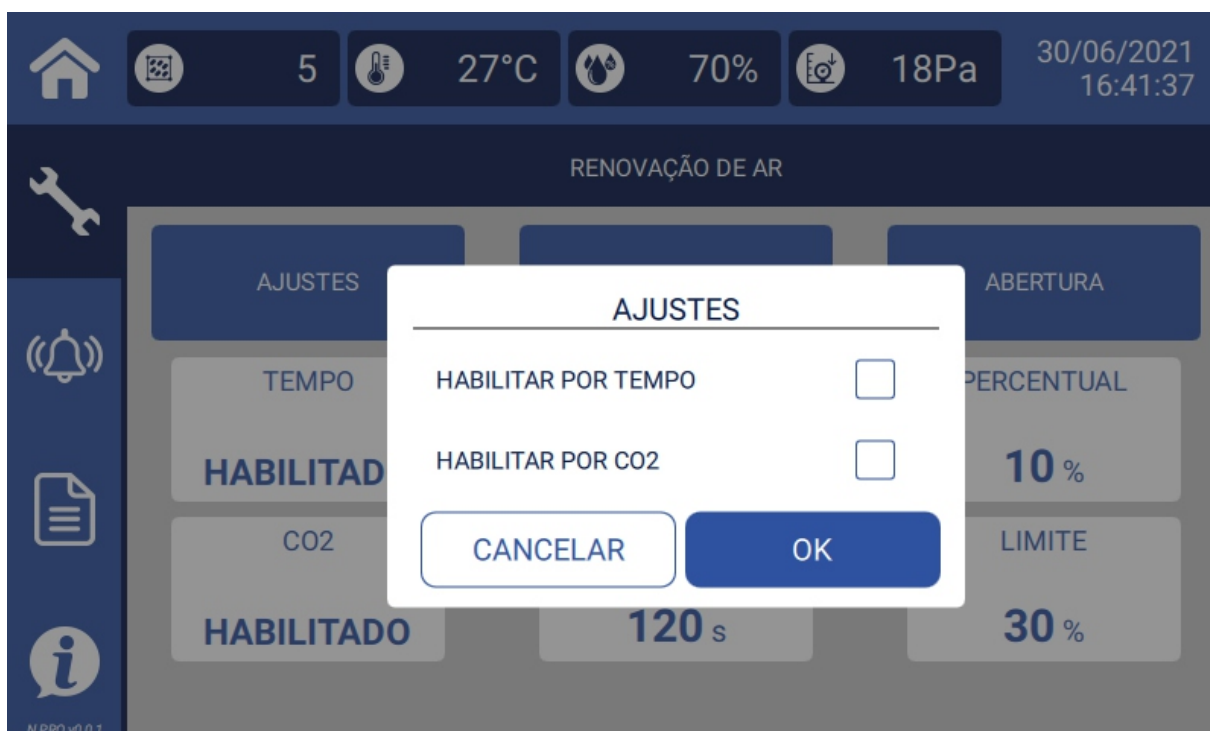 5 27°C 70% 18Pa 30/06/2021
16:41:37
RENOVAÇÃO DE AR
AJUSTES ABERTURA
AJUSTES
TEMPO HABILITAR POR TEMPO PERCENTUAL
HABILITADO HABILITAR POR CO2 10 %
CO2 CANCELAR OK LIMITE
HABILITADO 120 s 30 %